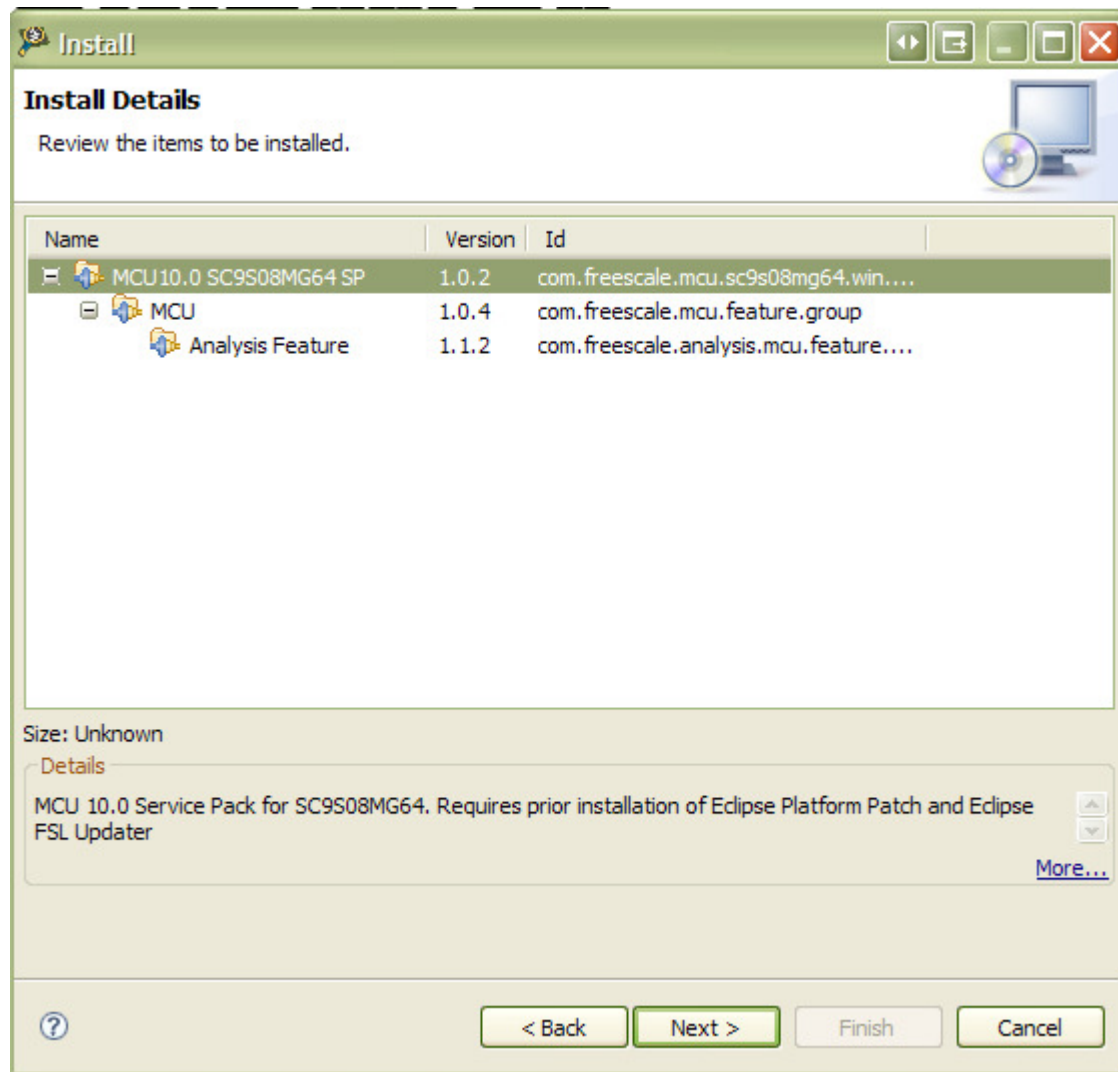 Install
Install Details
Review the items to be installed.
Name Version Id
MCU10.0 SC9S08MG64 SP 1.0.2 com.freescale.mcu.sc9s08mg64.win....
MCU 1.0.4 com.freescale.mcu.feature.group
Analysis Feature 1.1.2 com.freescale.analysis.mcu.feature....
Size: Unknown
Details
MCU 10.0 Service Pack for SC9S08MG64. Requires prior installation of Eclipse Platform Patch and Eclipse
FSL Updater
More...
< Back Next > Finish Cancel